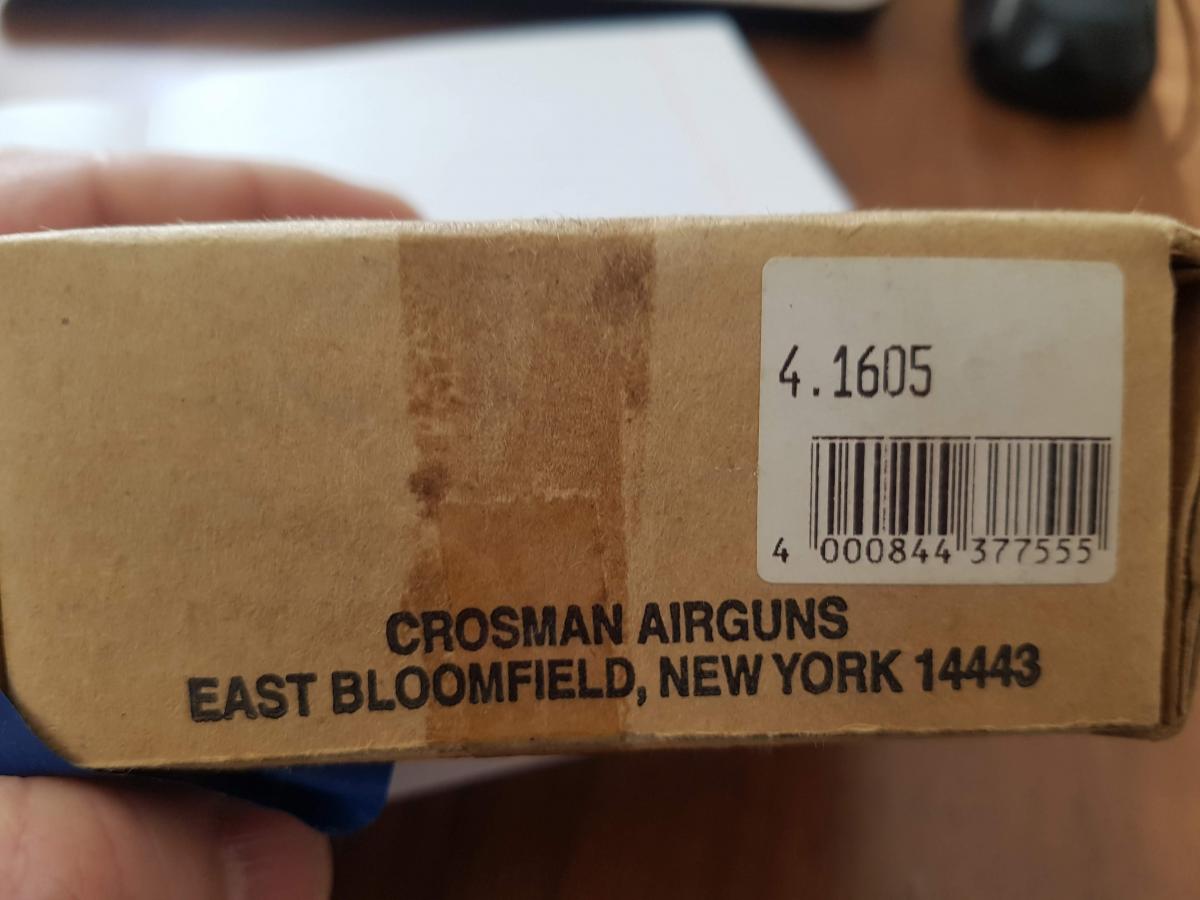 4.1605
4 000844 377555
CROSMAN AIRGUNS
EAST BLOOMFIELD, NEW YORK 14443